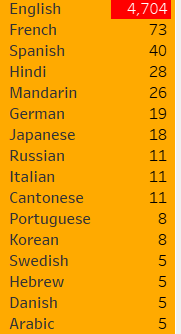 English 4,704
French 73
Spanish 40
Hindi 28
Mandarin 26
German 19
Japanese 18
Russian 11
Italian 11
Cantonese 11
Portuguese 8
Korean 8
Swedish 5
Hebrew 5
Danish 5
Arabic 5